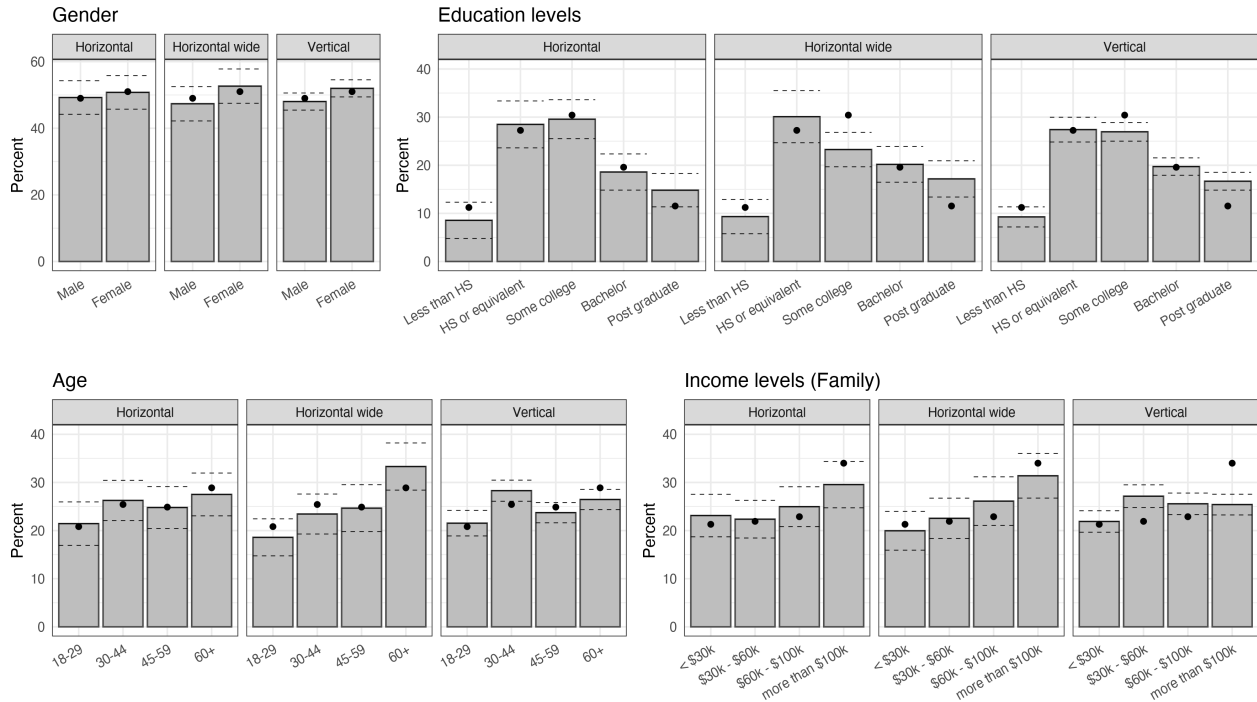 Gender
Education levels
Horizontal
Horizontal wide
Vertical
Horizontal
Horizontal wide
Vertical
Percent
60
40
20
0
Percent
40
30
20
10
0
Male
Female
Male
Female
Male
Female
Less than HS
HS or equivalent
Some college
Bachelor
Post graduate
Less than HS
HS or equivalent
Some college
Bachelor
Post graduate
Less than HS
HS or equivalent
Some college
Bachelor
Post graduate
Age
Income levels (Family)
Horizontal
Horizontal wide
Vertical
Horizontal
Horizontal wide
Vertical
Percent
40
30
20
10
0
Percent
40
30
20
10
0
18-29
30-44
45-59
60+
18-29
30-44
45-59
60+
18-29
30-44
45-59
60+
< $30k
$30k - $60k
$60k - $100k
more than $100k
< $30k
$30k - $60k
$60k - $100k
more than $100k
< $30k
$30k - $60k
$60k - $100k
more than $100k